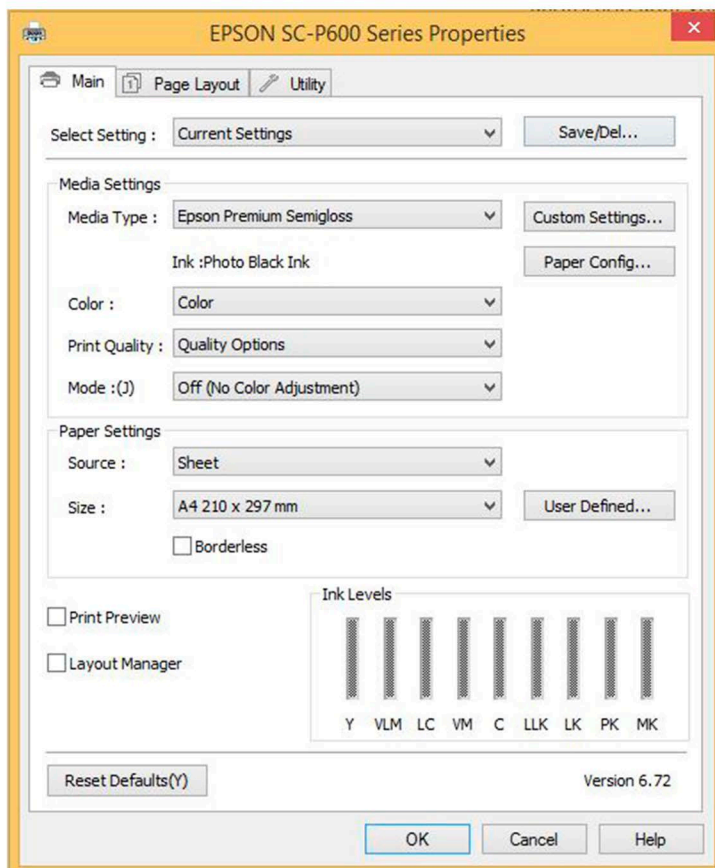 EPSON SC-P600 Series Properties
Main
Page Layout
Utility
Select Setting :
Current Settings
Save/Del...
Media Settings
Media Type :
Epson Premium Semigloss
Custom Settings...
Ink :Photo Black Ink
Paper Config...
Color :
Color
Print Quality :
Quality Options
Mode :(J)
Off (No Color Adjustment)
Paper Settings
Source :
Sheet
Size :
A4 210 x 297 mm
User Defined...
Borderless
Print Preview
Layout Manager
Ink Levels
Y VLM LC VM C LLK LK PK MK
Reset Defaults(Y)
Version 6.72
OK
Cancel
Help